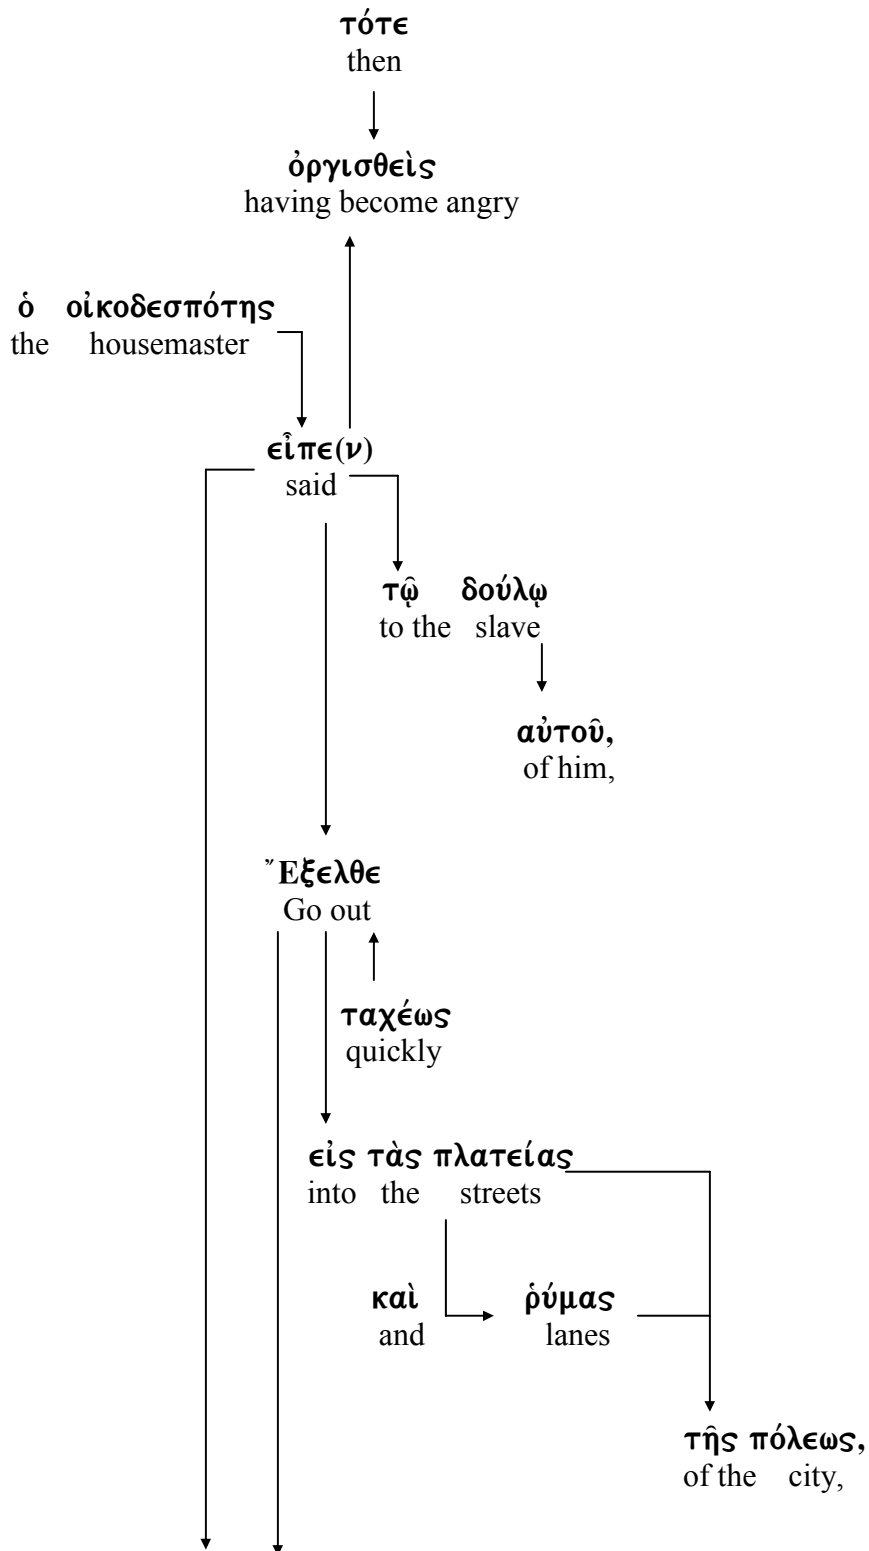 τότε
then
ὀργισθεὶς
having become angry
ὁ οἰκοδεσπότης
the housemaster
εἶπε(ν)
said
τῷ δούλῳ
to the slave
αὐτοῦ,
of him,
Ἔξελθε
Go out
ταχέως
quickly
εἰς τὰς πλατείας
into the streets
καὶ ῥύμας
and lanes
τῆς πόλεως,
of the city,